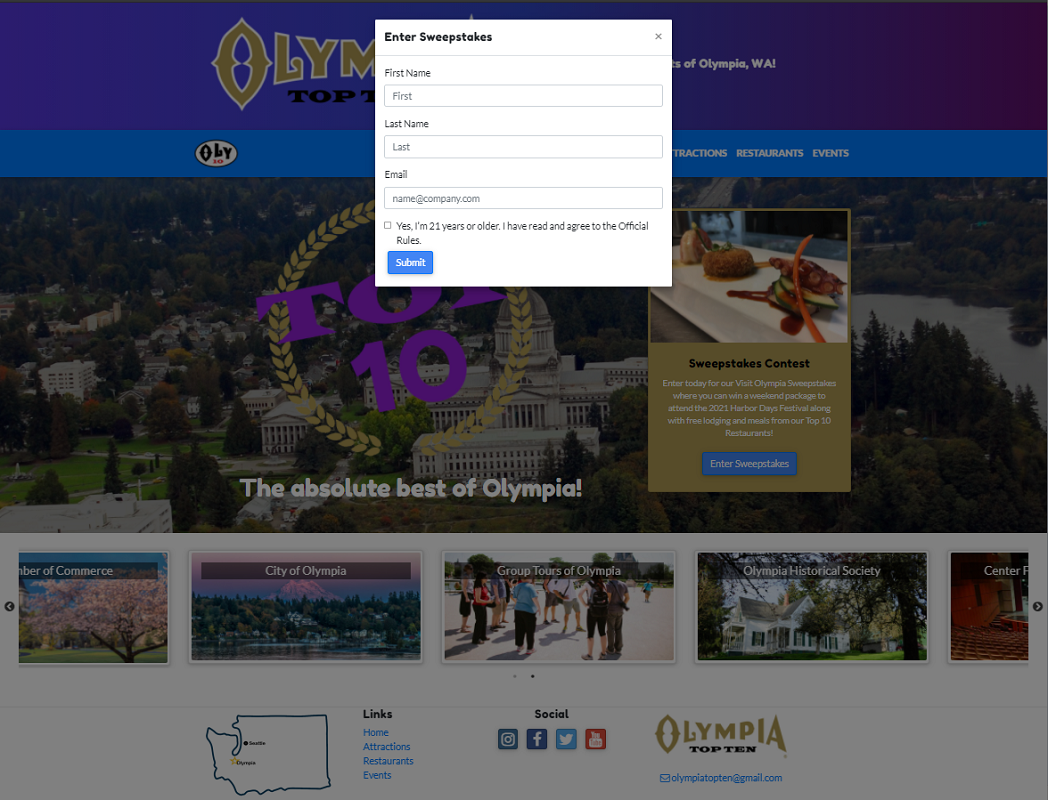 OLYM
TOP
ts of Olympia, WA!
Enter Sweepstakes
×
First Name
First
Last Name
Last
Email
name@company.com
Yes, I'm 21 years or older. I have read and agree to the Official
Rules.
Submit
OLY
10
TRACTIONS RESTAURANTS EVENTS
TOP
10
The absolute best of Olympia!
Sweepstakes Contest
Enter today for our Visit Olympia Sweepstakes
where you can win a weekend package to
attend the 2021 Harbor Days Festival along
with free lodging and meals from our Top 10
Restaurants!
Enter Sweepstakes
ber of Commerce
City of Olympia
Group Tours of Olympia
Olympia Historical Society
Center F
Seattle
Olympia
Links
Home
Attractions
Restaurants
Events
Social
You
OLYMPIA
TOP TEN
olympiatopten@gmail.com